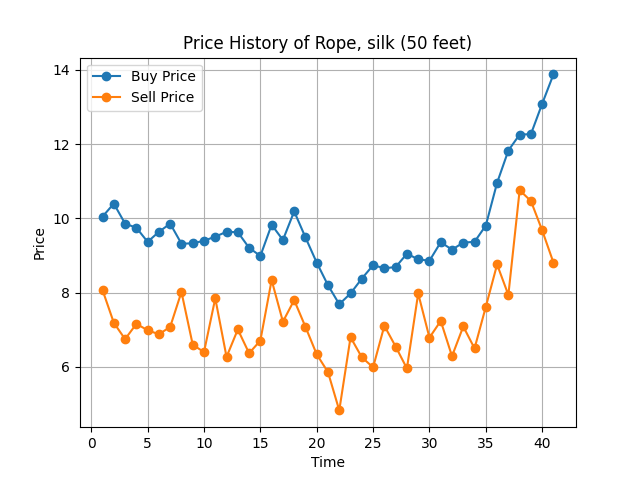 Price History of Rope, silk (50 feet)
Buy Price
Sell Price
14
12
10
8
6
Price
0 5 10 15 20 25 30 35 40
Time